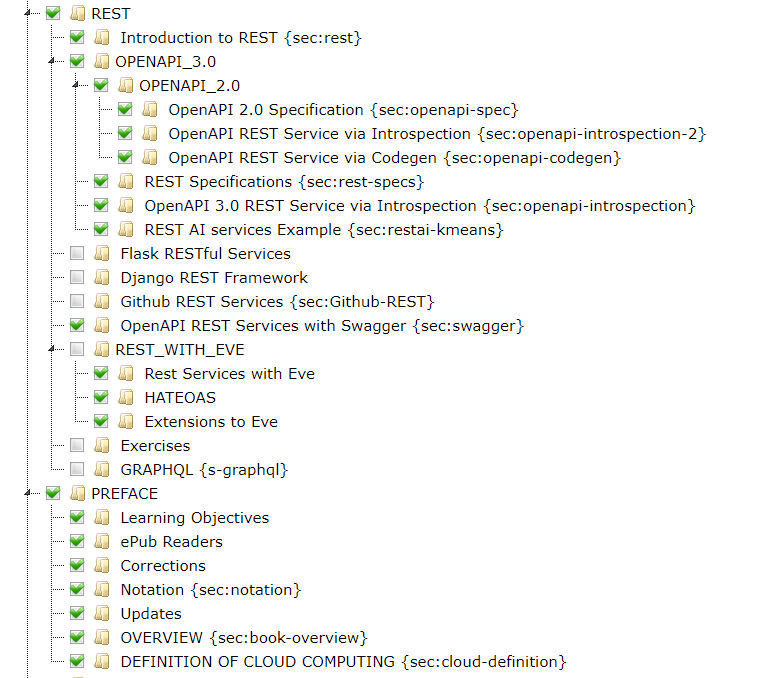 REST
Introduction to REST {sec:rest}
OPENAPI_3.0
OPENAPI_2.0
OpenAPI 2.0 Specification {sec:openapi-spec}
OpenAPI REST Service via Introspection {sec:openapi-introspection-2}
OpenAPI REST Service via Codegen {sec:openapi-codegen}
REST Specifications {sec:rest-specs}
OpenAPI 3.0 REST Service via Introspection {sec:openapi-introspection}
REST AI services Example {sec:restai-kmeans}
Flask RESTful Services
Django REST Framework
Github REST Services {sec:Github-REST}
OpenAPI REST Services with Swagger {sec:swagger}
REST_WITH_EVE
Rest Services with Eve
HATEOAS
Extensions to Eve
Exercises
GRAPHQL {s-graphql}
PREFACE
Learning Objectives
ePub Readers
Corrections
Notation {sec:notation}
Updates
OVERVIEW {sec:book-overview}
DEFINITION OF CLOUD COMPUTING {sec:cloud-definition}